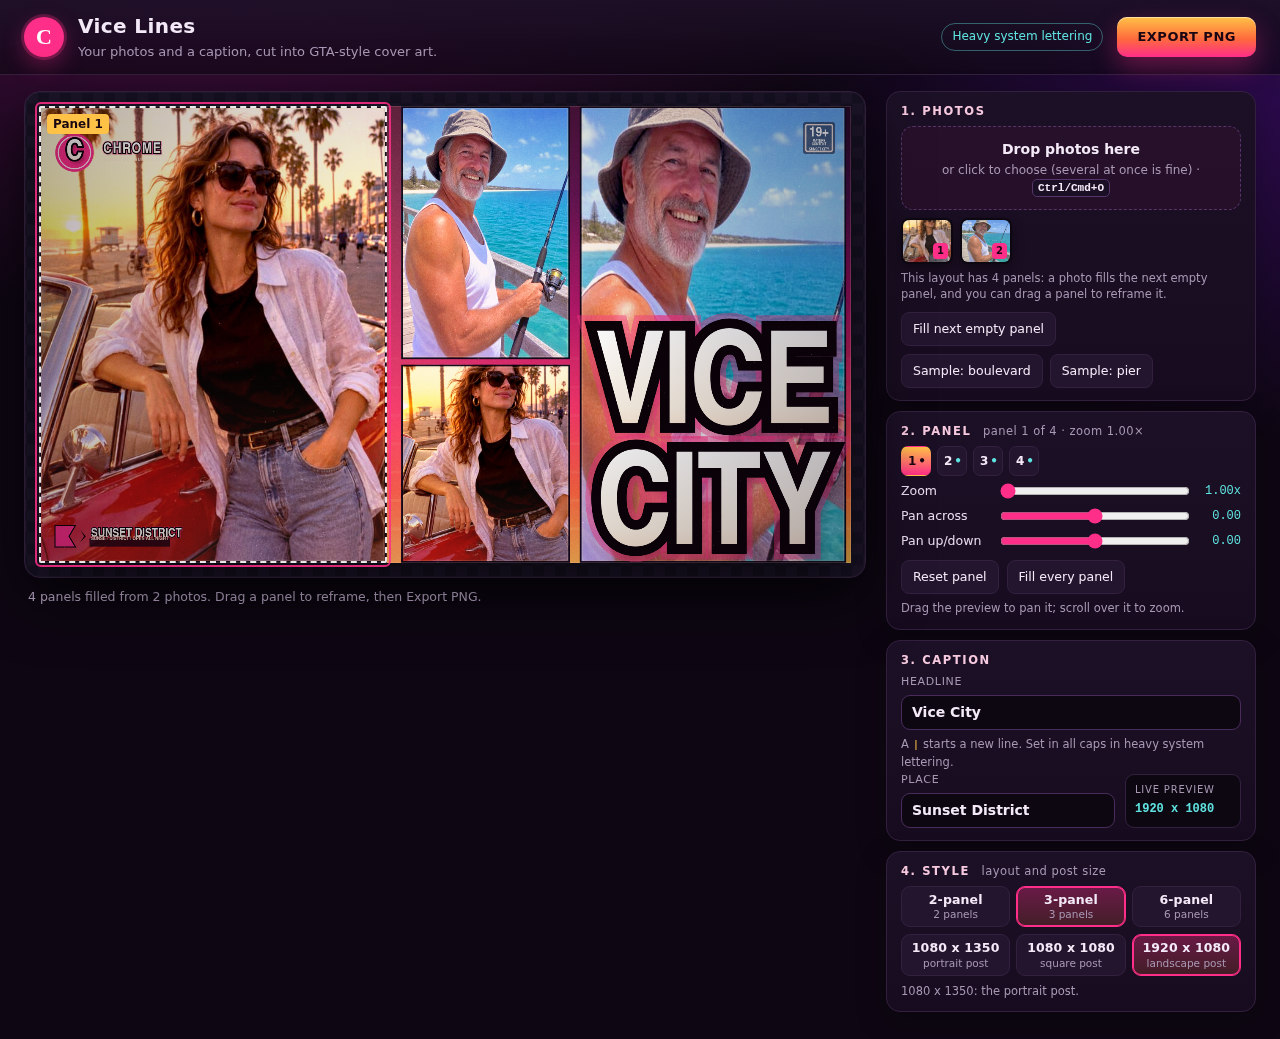 C
Vice Lines
Your photos and a caption, cut into GTA-style cover art.
Heavy system lettering
EXPORT PNG
Panel 1
C
CHROME
SUNSET DISTRICT
19+
VICE
CITY
4 panels filled from 2 photos. Drag a panel to reframe, then Export PNG.
1. PHOTOS
Drop photos here
or click to choose (several at once is fine) ·
Ctrl/Cmd+O
1
2
This layout has 4 panels: a photo fills the next empty
panel, and you can drag a panel to reframe it.
Fill next empty panel
Sample: boulevard
Sample: pier
2. PANEL panel 1 of 4 · zoom 1.00×
1• 2• 3• 4•
Zoom 1.00x
Pan across 0.00
Pan up/down 0.00
Reset panel
Fill every panel
Drag the preview to pan it; scroll over it to zoom.
3. CAPTION
HEADLINE
Vice City
A | starts a new line. Set in all caps in heavy system
lettering.
PLACE
Sunset District
LIVE PREVIEW
1920 x 1080
4. STYLE layout and post size
2-panel
2 panels
3-panel
3 panels
6-panel
6 panels
1080 x 1350
portrait post
1080 x 1080
square post
1920 x 1080
landscape post
1080 x 1350: the portrait post.